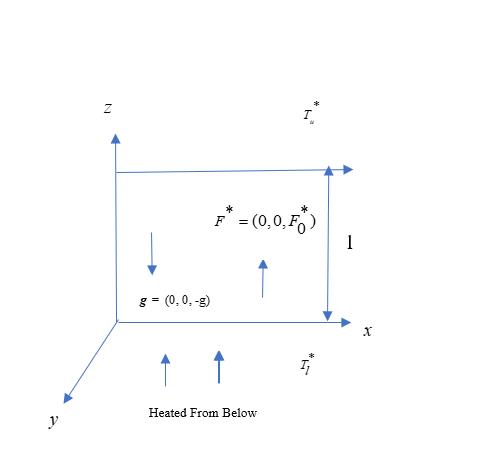 z
T_u^*
F^* = (0,0,F_0^*)
l
g = (0, 0, -g)
x
T_l^*
Heated From Below
y